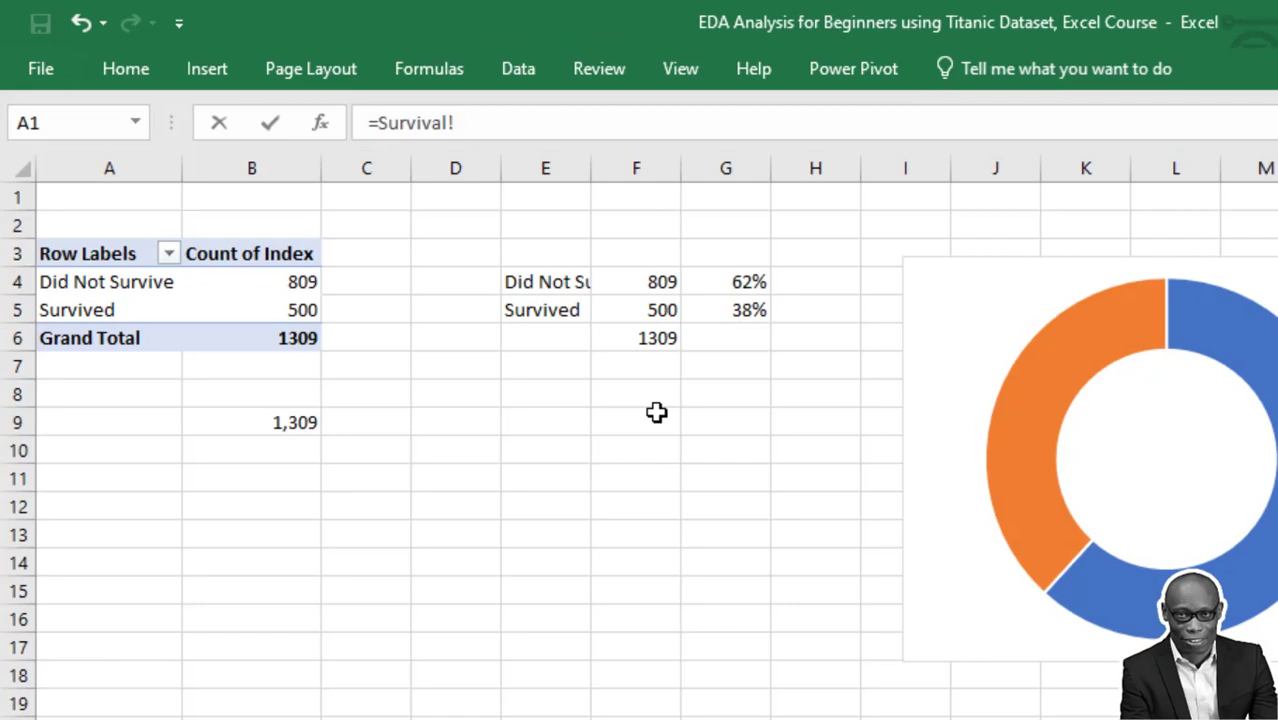 EDA Analysis for Beginners using Titanic Dataset, Excel Course - Excel
File Home Insert Page Layout Formulas Data Review View Help Power Pivot Tell me what you want to do
A1 fx =Survival!
A B C D E F G H I J K L M
1
2
3 Row Labels Count of Index
4 Did Not Survive 809 Did Not Su 809 62%
5 Survived 500 Survived 500 38%
6 Grand Total 1309 1309
7
8
9 1,309
10
11
12
13
14
15
16
17
18
19